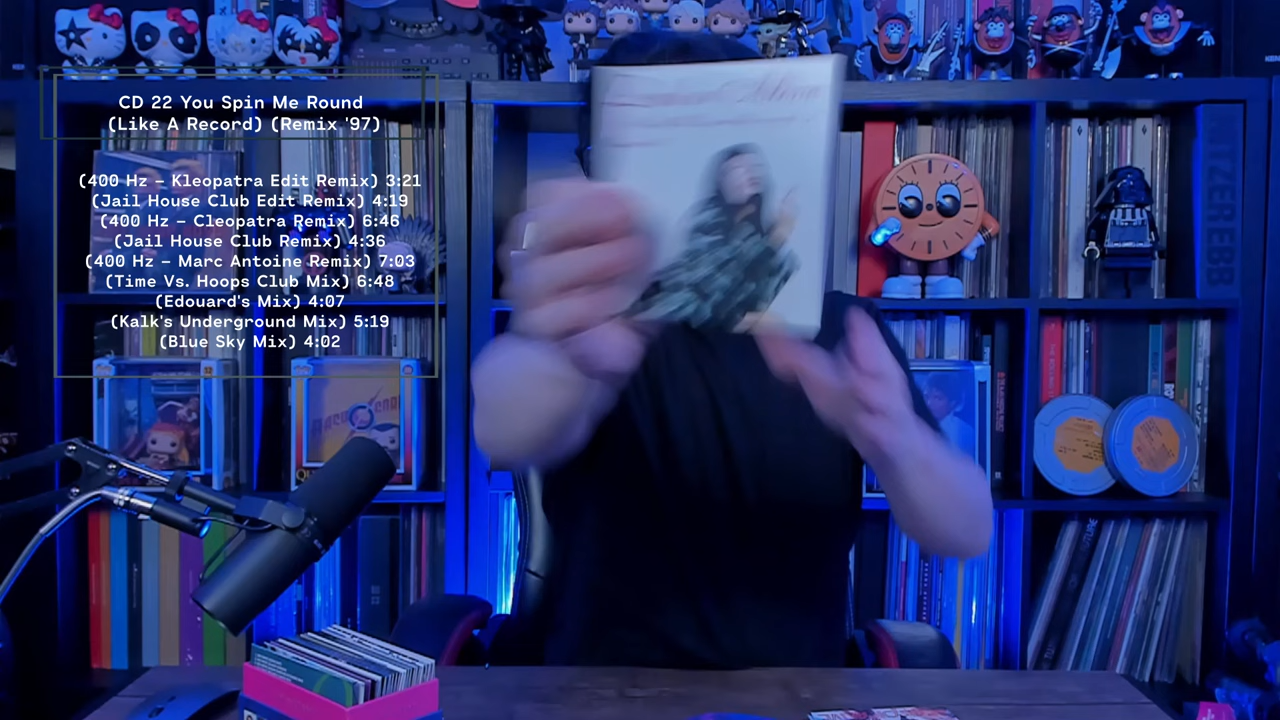 CD 22 You Spin Me Round
(Like A Record) (Remix '97)
(400 Hz – Kleopatra Edit Remix) 3:21
(Jail House Club Edit Remix) 4:19
(400 Hz – Cleopatra Remix) 6:46
(Jail House Club Remix) 4:36
(400 Hz – Marc Antoine Remix) 7:03
(Time Vs. Hoops Club Mix) 6:48
(Edouard's Mix) 4:07
(Kalk's Underground Mix) 5:19
(Blue Sky Mix) 4:02